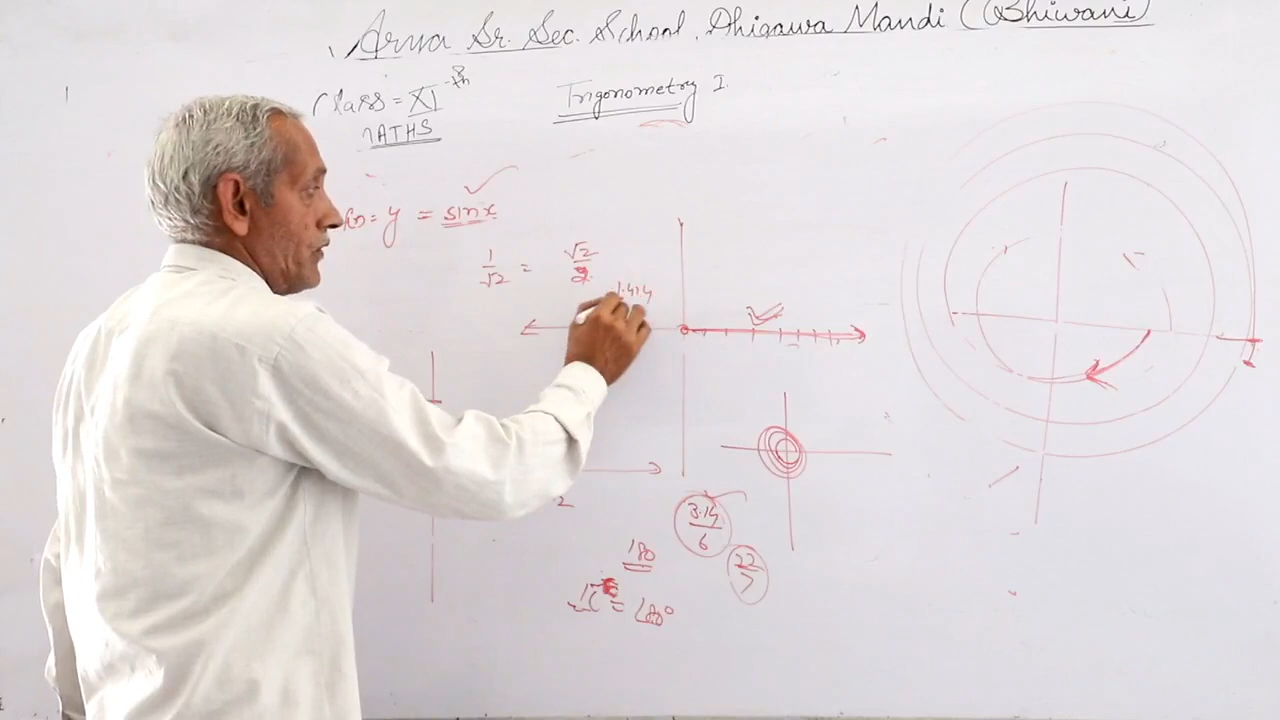 Arya Sr. Sec. School, Dhigawa Mandi (Bhiwani)
Class = XI th
MATHS
Trigonometry I
y = sin x
1/√2 = √2/2
1.414
2
3.14/6
180
22/7
π = 180°